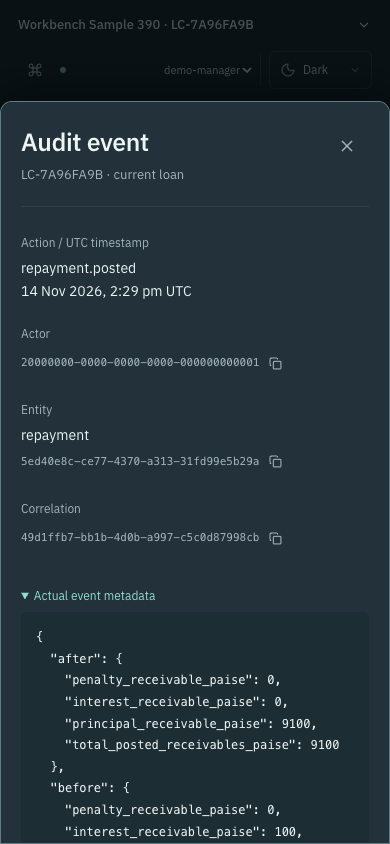 Workbench Sample 390 · LC-7A96FA9B
demo-manager
Dark
Audit event
LC-7A96FA9B · current loan
Action / UTC timestamp
repayment.posted
14 Nov 2026, 2:29 pm UTC
Actor
20000000-0000-0000-0000-000000000001
Entity
repayment
5ed40e8c-ce77-4370-a313-31fd99e5b29a
Correlation
49d1ffb7-bb1b-4d0b-a997-c5c0d87998cb
▼ Actual event metadata
{
"after": {
"penalty_receivable_paise": 0,
"interest_receivable_paise": 0,
"principal_receivable_paise": 9100,
"total_posted_receivables_paise": 9100
},
"before": {
"penalty_receivable_paise": 0,
"interest_receivable_paise": 100,